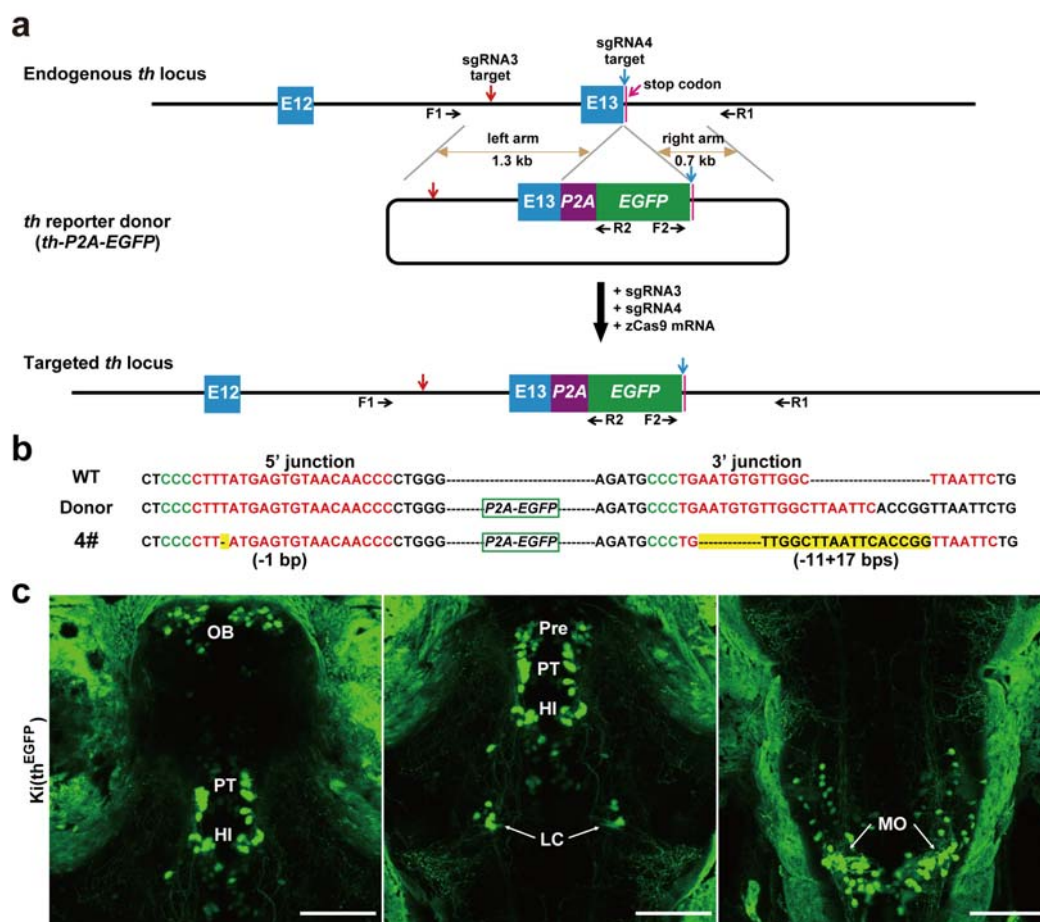 a
Endogenous th locus
sgRNA3 target
sgRNA4 target
stop codon
E12
E13
F1
R1
left arm
1.3 kb
right arm
0.7 kb
th reporter donor
(th-P2A-EGFP)
E13 P2A EGFP
R2 F2
+ sgRNA3
+ sgRNA4
+ zCas9 mRNA
Targeted th locus
E12
E13 P2A EGFP
F1
R2 F2
R1
b
5' junction 3' junction
WT CTCCCCTTTATGAGTGTAACAACCCCTGGG----------------------------AGATGCCCTGAATGTGTTGGC-----------------TTAATTCTG
Donor CTCCCCTTTATGAGTGTAACAACCCCTGGG------- P2A-EGFP -------AGATGCCCTGAATGTGTTGGCTTAATTCACCGGTTAATTCTG
4# CTCCCCTT-ATGAGTGTAACAACCCCTGGG------- P2A-EGFP -------AGATGCCCTG-----------TTGGCTTAATTCACCGGTTAATTCTG
(-1 bp) (-11+17 bps)
c
Ki(th^EGFP)
OB
PT
HI
Pre
PT
HI
LC
MO